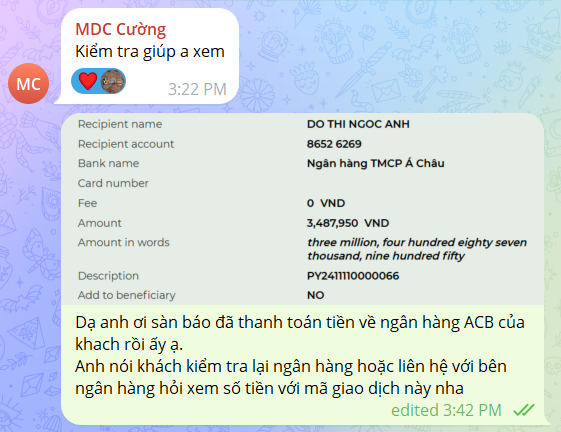 MDC Cường
Kiểm tra giúp a xem
MC
3:22 PM
Recipient name DO THI NGOC ANH
Recipient account 8652 6269
Bank name Ngân hàng TMCP Á Châu
Card number
Fee 0 VND
Amount 3,487,950 VND
Amount in words three million, four hundred eighty seven
thousand, nine hundred fifty
Description PY2411110000066
Add to beneficiary NO
Dạ anh ơi sàn báo đã thanh toán tiền về ngân hàng ACB của
khach rồi ấy ạ.
Anh nói khách kiểm tra lại ngân hàng hoặc liên hệ với bên
ngân hàng hỏi xem số tiền với mã giao dịch này nha
edited 3:42 PM